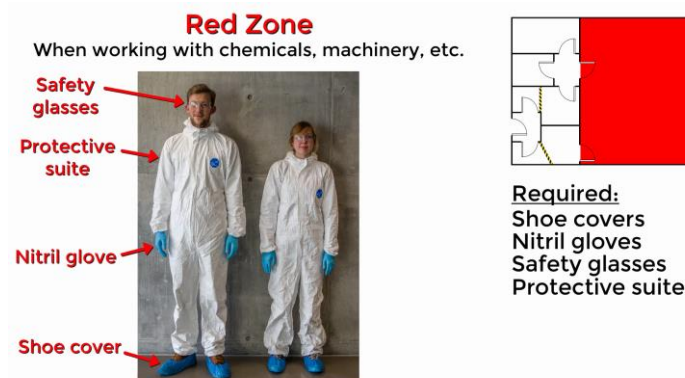 Red Zone
When working with chemicals, machinery, etc.
Safety
glasses
Protective
suite
Nitril glove
Shoe cover
Required:
Shoe covers
Nitril gloves
Safety glasses
Protective suite